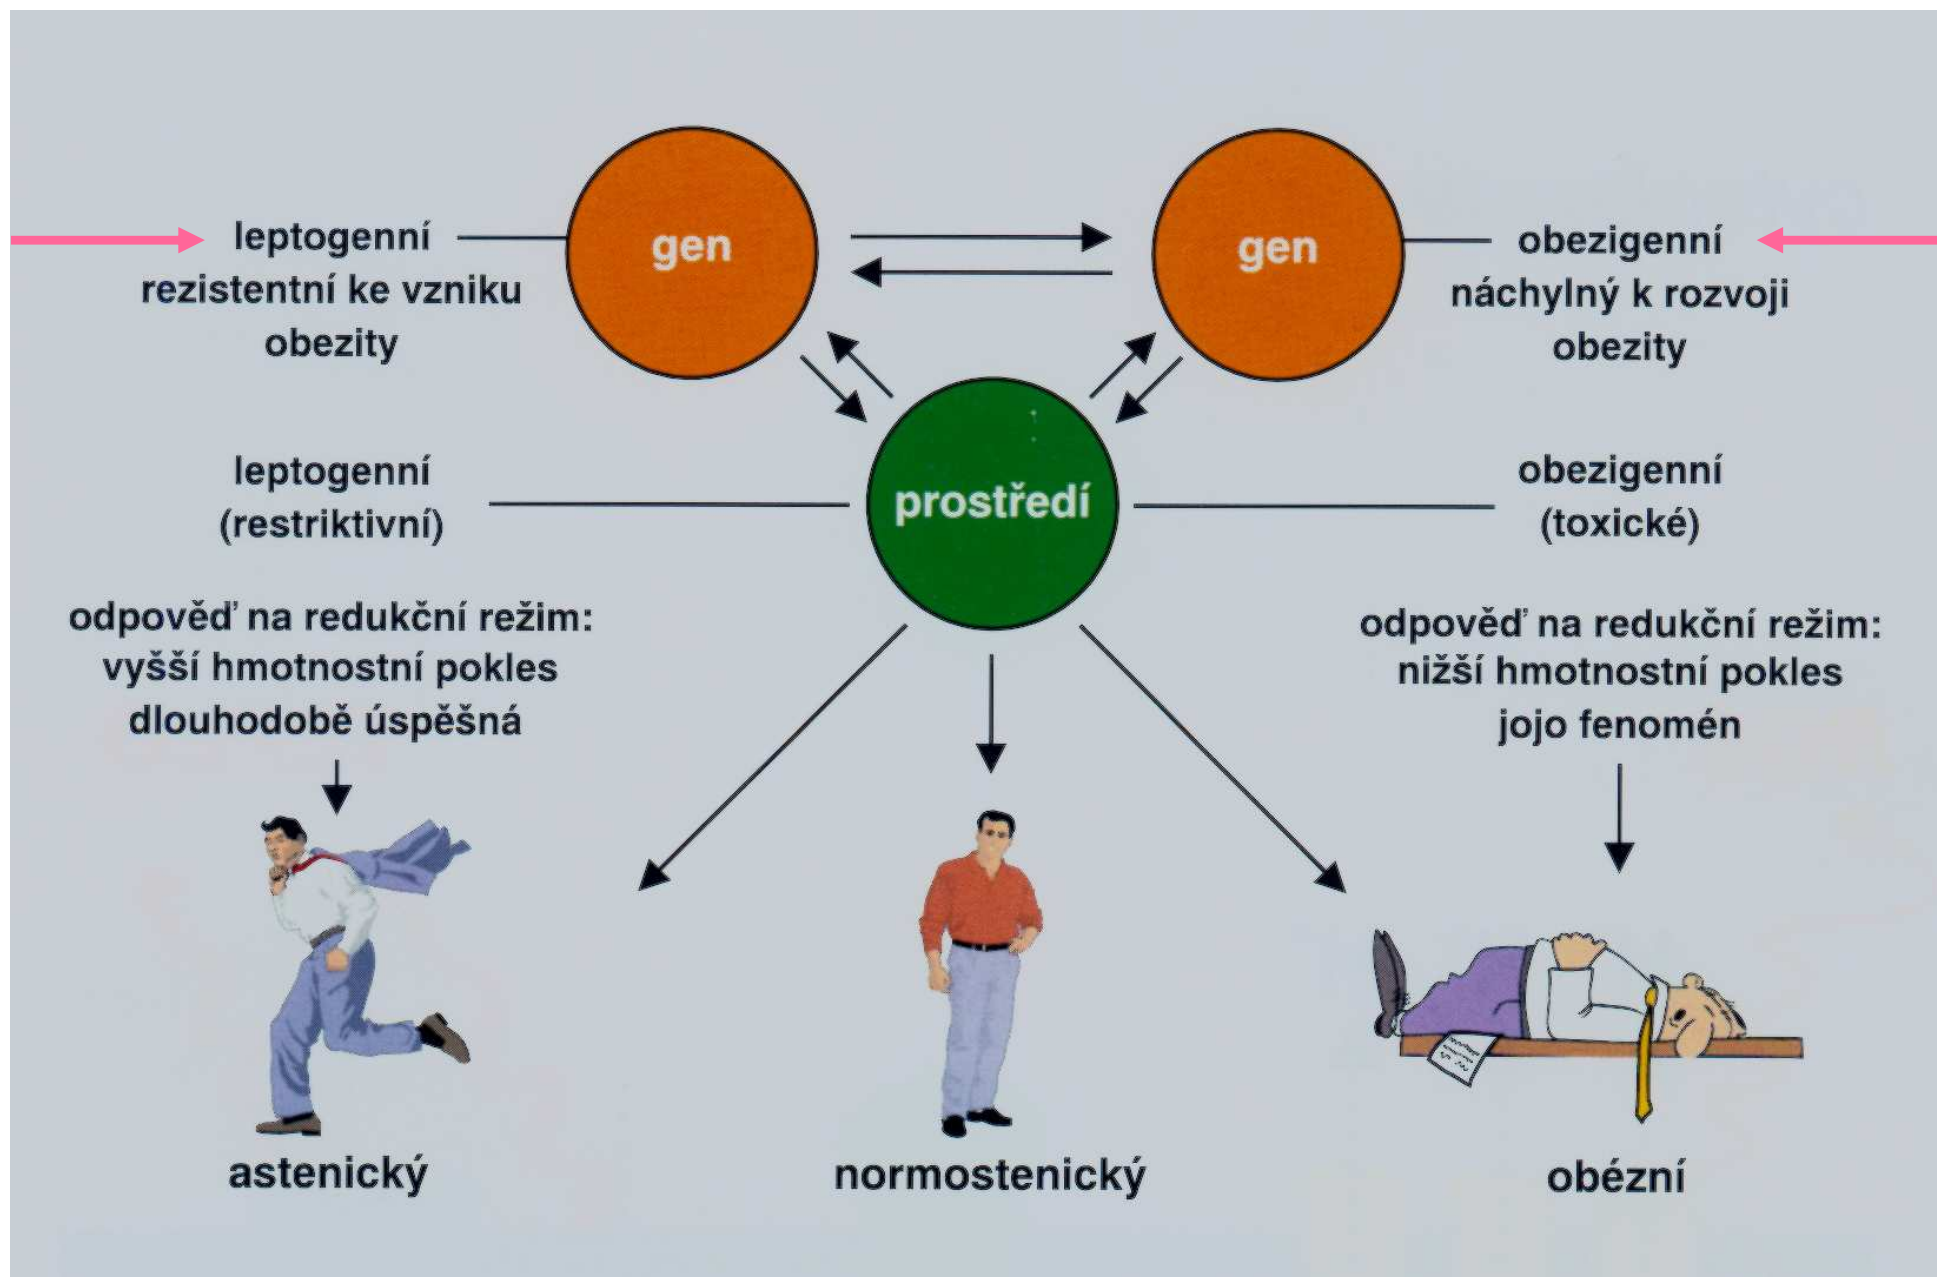 gen
gen
leptogenní
rezistentní ke vzniku
obezity
obezigenní
náchylný k rozvoji
obezity
prostředí
leptogenní
(restriktivní)
obezigenní
(toxické)
odpověď na redukční režim:
vyšší hmotnostní pokles
dlouhodobě úspěšná
odpověď na redukční režim:
nižší hmotnostní pokles
jojo fenomén
astenický
normostenický
obézní